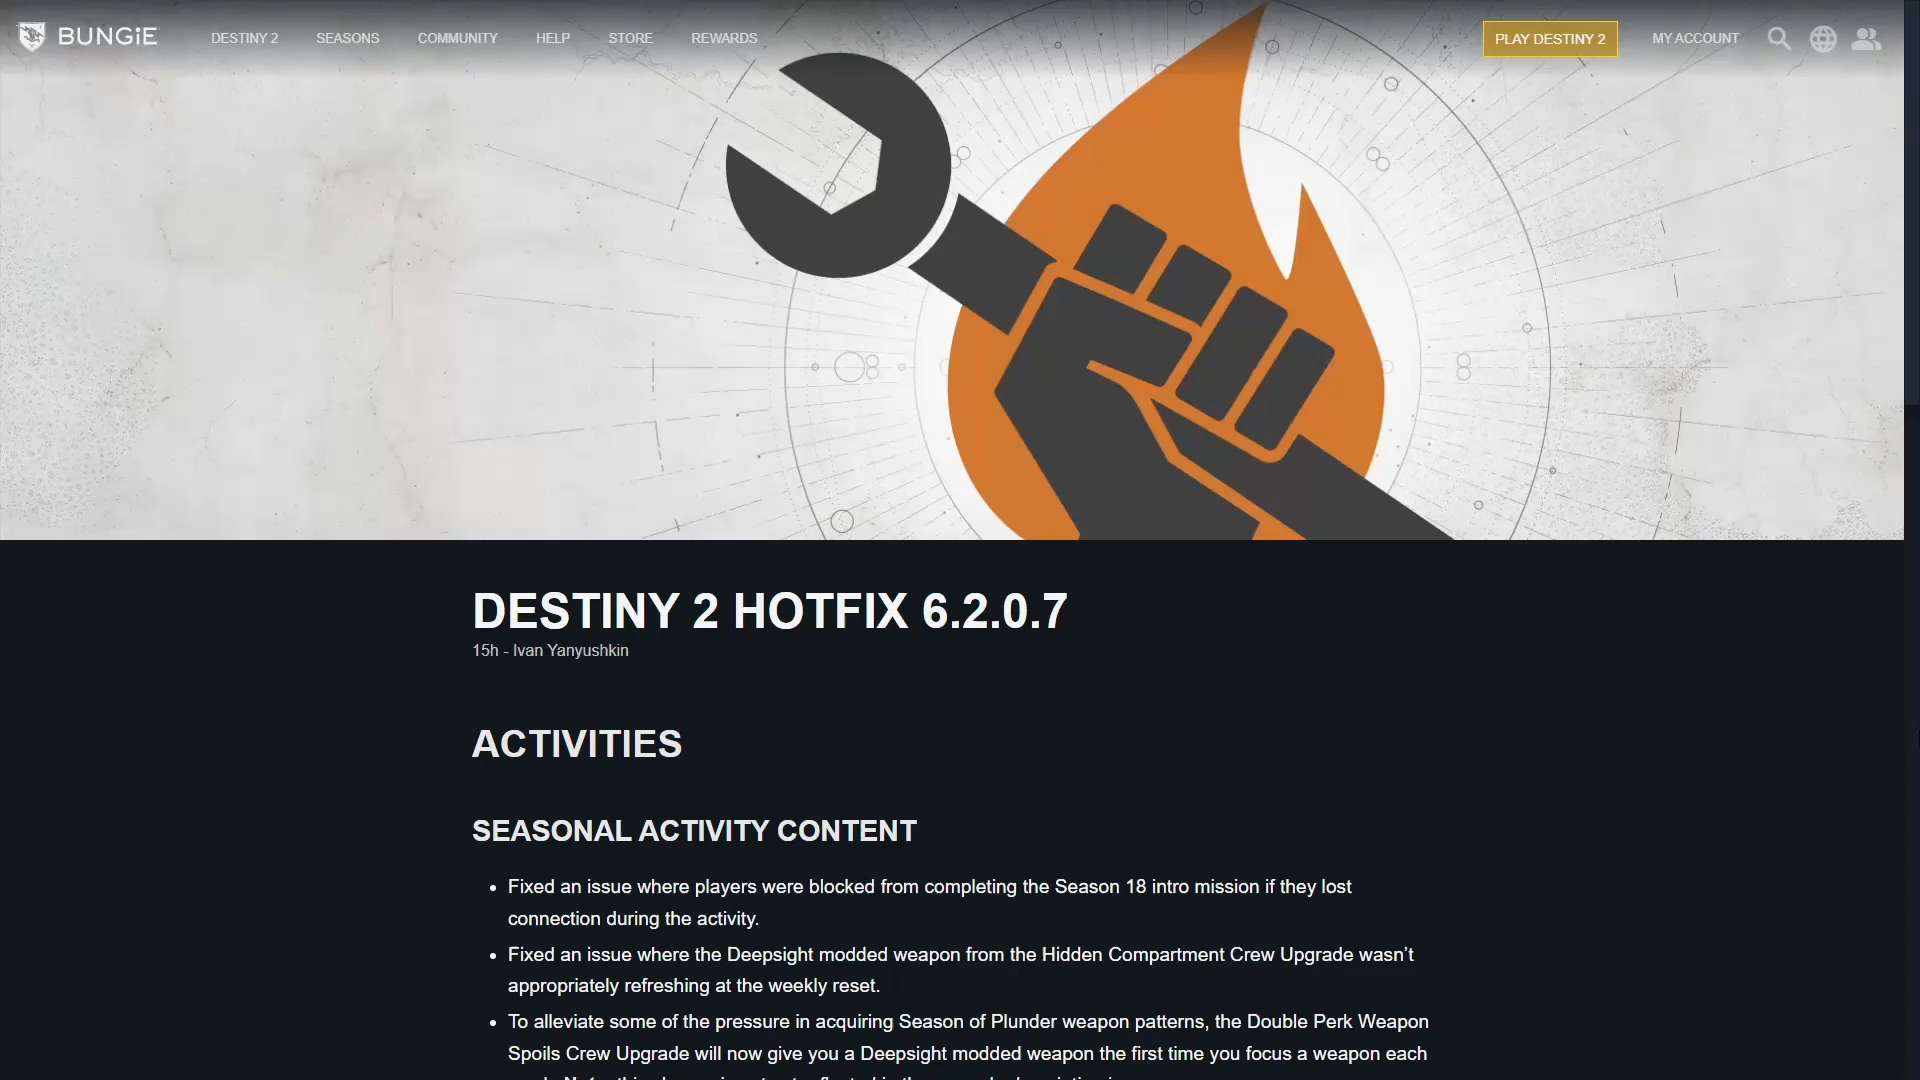 BUNGiE DESTINY 2 SEASONS COMMUNITY HELP STORE REWARDS PLAY DESTINY 2 MY ACCOUNT
DESTINY 2 HOTFIX 6.2.0.7
15h - Ivan Yanyushkin
ACTIVITIES
SEASONAL ACTIVITY CONTENT
• Fixed an issue where players were blocked from completing the Season 18 intro mission if they lost
connection during the activity.
• Fixed an issue where the Deepsight modded weapon from the Hidden Compartment Crew Upgrade wasn’t
appropriately refreshing at the weekly reset.
• To alleviate some of the pressure in acquiring Season of Plunder weapon patterns, the Double Perk Weapon
Spoils Crew Upgrade will now give you a Deepsight modded weapon the first time you focus a weapon each